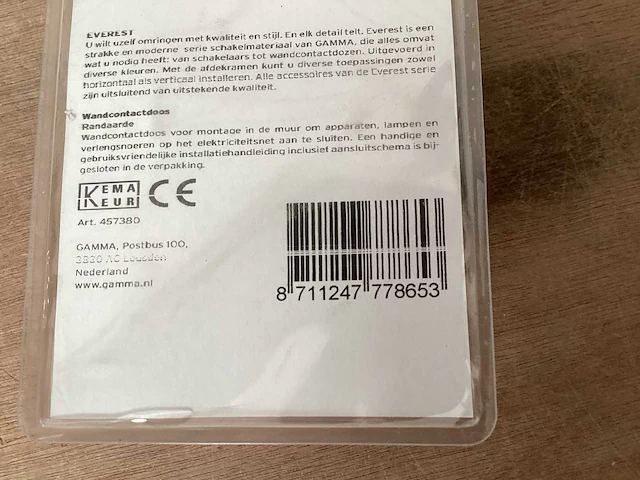 EVEREST
U wilt uzelf omringen met kwaliteit en stijl. En elk detail telt. Everest is een
strakke en moderne serie schakelmateriaal van GAMMA, die alles omvat
wat u nodig heeft: van schakelaars tot wandcontactdozen. Uitgevoerd in
diverse kleuren. Met de afdekramen kunt u diverse toepassingen zowel
horizontaal als verticaal installeren. Alle accessoires van de Everest serie
zijn uitsluitend van uitstekende kwaliteit.
Wandcontactdoos
Randaarde
Wandcontactdoos voor montage in de muur om apparaten, lampen en
verlengsnoeren op het elektriciteitsnet aan te sluiten. Een handige en
gebruiksvriendelijke installatiehandleiding inclusief aansluitschema is bij-
gesloten in de verpakking.
KEMA
KEUR CE
Art. 457380
GAMMA, Postbus 100,
3830 AC Leusden
Nederland
www.gamma.nl
8 711247 778653